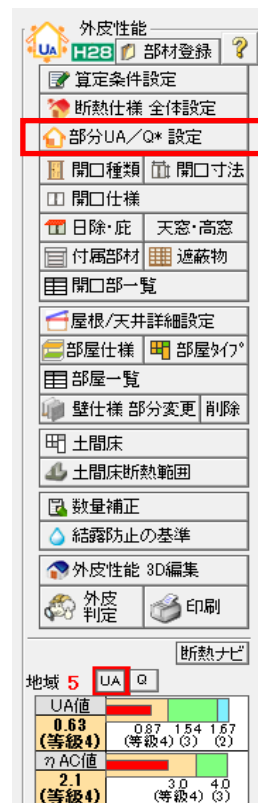 外皮性能
UA H28 部材登録 ?
算定条件設定
断熱仕様 全体設定
部分UA／Q* 設定
開口種類 開口寸法
開口仕様
日除・庇 天窓・高窓
付属部材 遮蔽物
開口部一覧
屋根/天井詳細設定
部屋仕様 部屋ﾀｲﾌﾟ
部屋一覧
壁仕様 部分変更 削除
土間床
土間床断熱範囲
数量補正
結露防止の基準
外皮性能 3D編集
外皮判定 印刷
断熱ナビ
地域 5 UA Q
UA値
0.63
(等級4)
0.87 1.54 1.67
(等級4) (3) (2)
ηAC値
2.1
(等級4)
3.0 4.0
(等級4) (3)